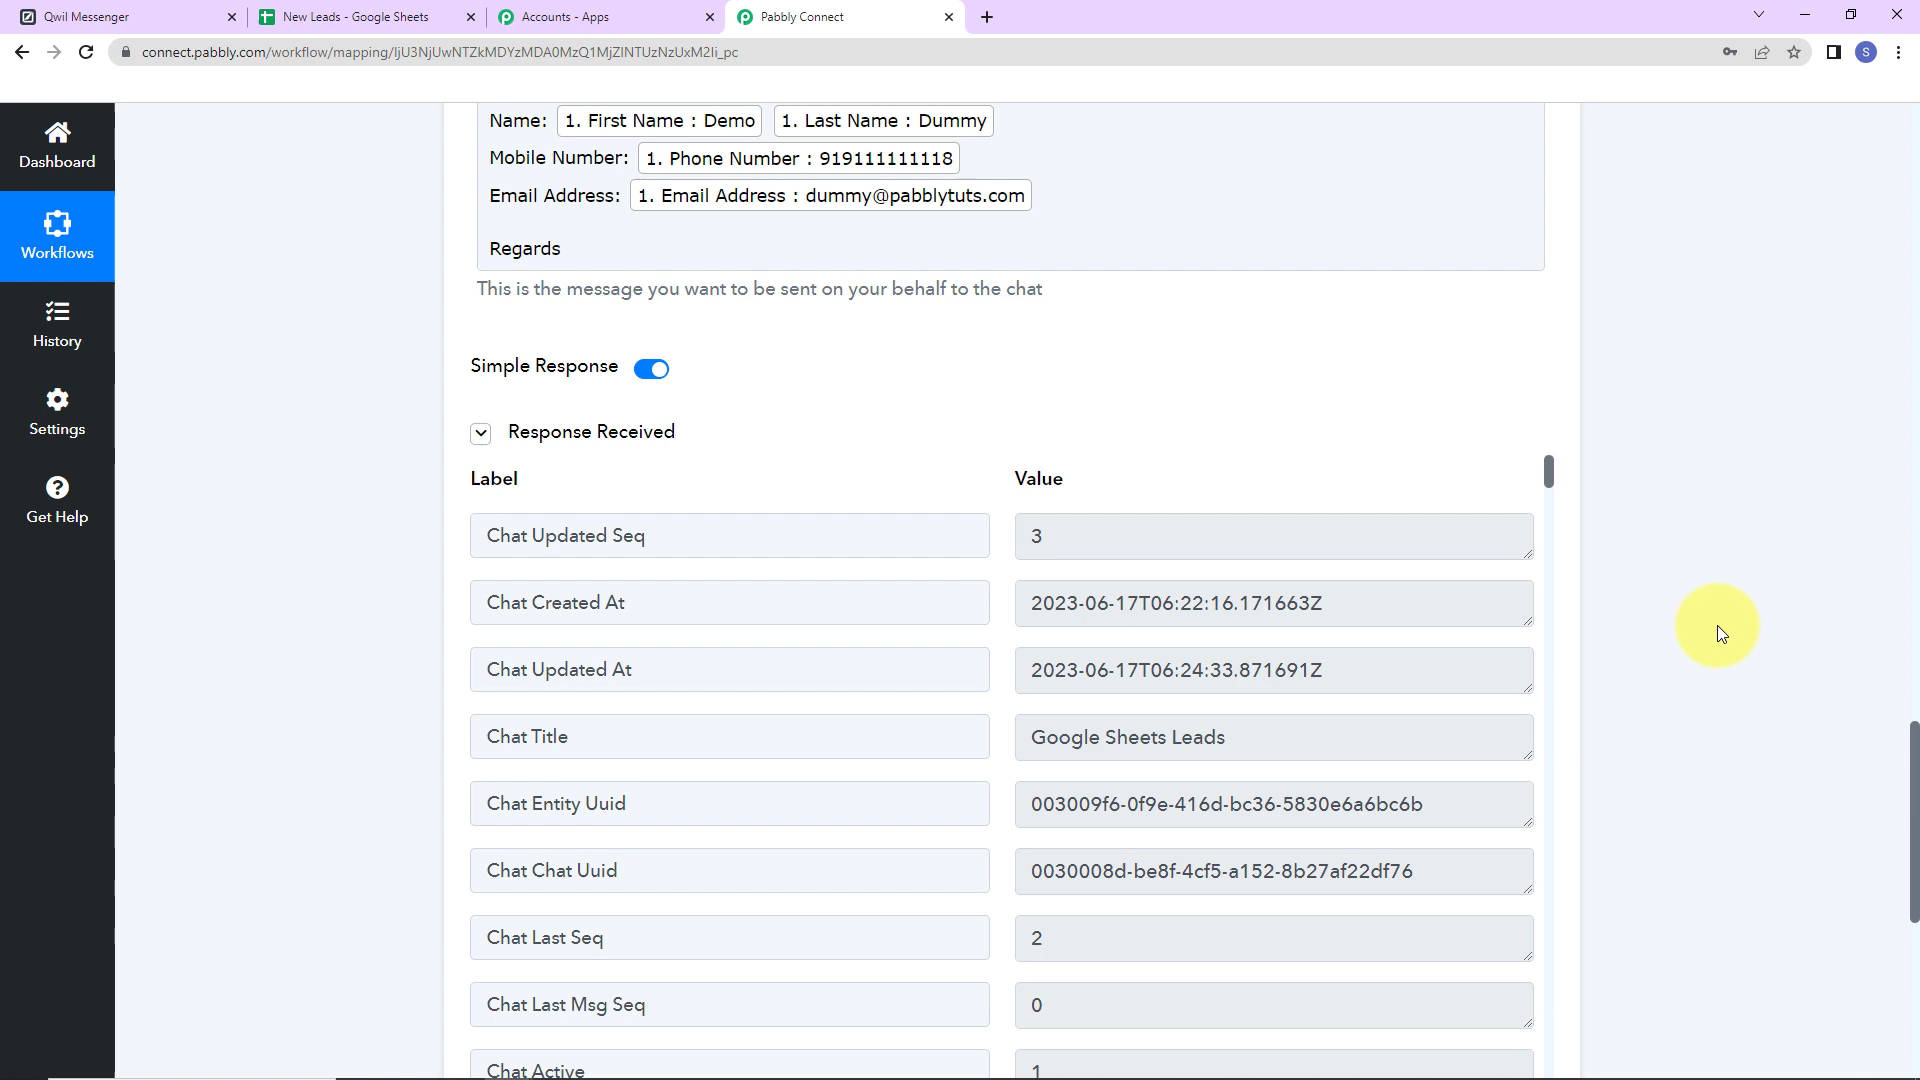 Qwil Messenger
New Leads - Google Sheets
Accounts - Apps
Pabbly Connect
connect.pabbly.com/workflow/mapping/IjU3NjUwNTZkMDYzMDA0MzQ1MjZlNTUzNzUxM2Ii_pc
S
Dashboard
Workflows
History
Settings
Get Help
Name: 1. First Name : Demo 1. Last Name : Dummy
Mobile Number: 1. Phone Number : 919111111118
Email Address: 1. Email Address : dummy@pabblytuts.com
Regards
This is the message you want to be sent on your behalf to the chat
Simple Response
Response Received
Label Value
Chat Updated Seq 3
Chat Created At 2023-06-17T06:22:16.171663Z
Chat Updated At 2023-06-17T06:24:33.871691Z
Chat Title Google Sheets Leads
Chat Entity Uuid 003009f6-0f9e-416d-bc36-5830e6a6bc6b
Chat Chat Uuid 0030008d-be8f-4cf5-a152-8b27af22df76
Chat Last Seq 2
Chat Last Msg Seq 0
Chat Active 1